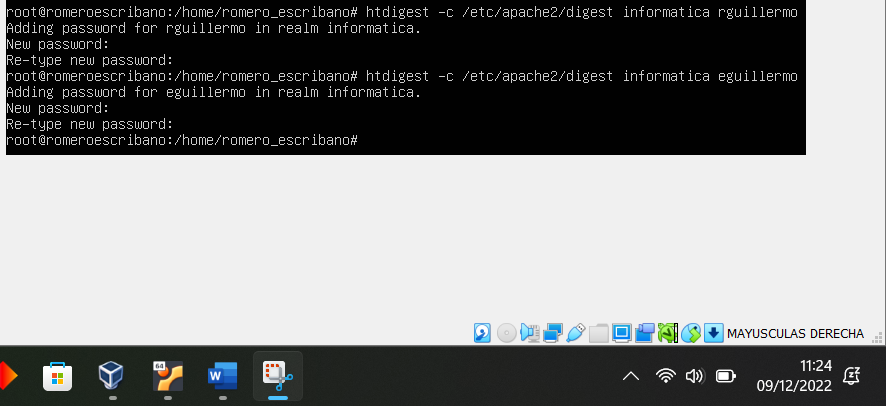 root@romeroescribano:/home/romero_escribano# htdigest -c /etc/apache2/digest informatica rguillermo
Adding password for rguillermo in realm informatica.
New password:
Re-type new password:
root@romeroescribano:/home/romero_escribano# htdigest -c /etc/apache2/digest informatica eguillermo
Adding password for eguillermo in realm informatica.
New password:
Re-type new password:
root@romeroescribano:/home/romero_escribano#
MAYUSCULAS DERECHA
64
W
11:24
09/12/2022